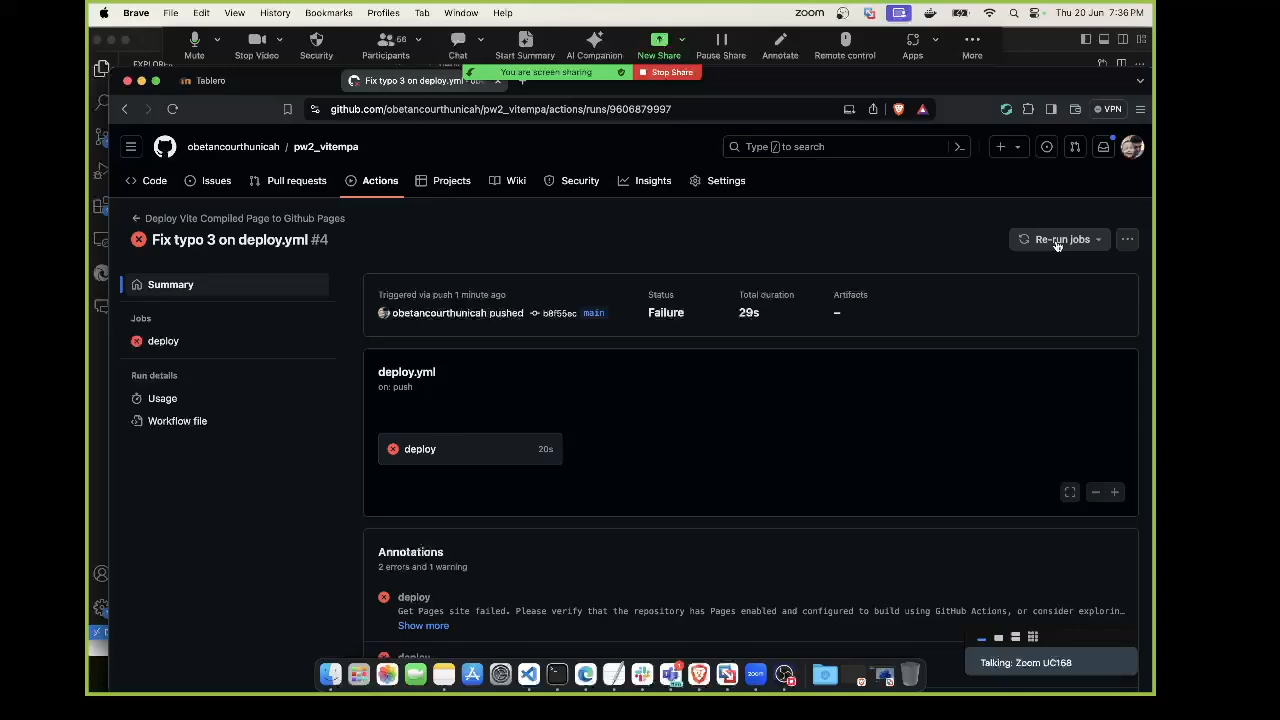 Brave File Edit View History Bookmarks Profiles Tab Window Help zoom Thu 20 Jun 7:36 PM
Mute Stop Video Security Participants 66 Chat Start Summary AI Companion New Share Pause Share Annotate Remote control Apps More
You are screen sharing Stop Share
Tablero Fix typo 3 on deploy.yml
github.com/obetancourthunicah/pw2_vitempa/actions/runs/9606879997 VPN
obetancourthunicah / pw2_vitempa Type / to search
Code Issues Pull requests Actions Projects Wiki Security Insights Settings
Deploy Vite Compiled Page to Github Pages
Fix typo 3 on deploy.yml #4 Re-run jobs
Summary
Jobs
deploy
Run details
Usage
Workflow file
Triggered via push 1 minute ago Status Total duration Artifacts
obetancourthunicah pushed b8f55ec main Failure 29s –
deploy.yml
on: push
deploy 20s
Annotations
2 errors and 1 warning
deploy
Get Pages site failed. Please verify that the repository has Pages enabled and configured to build using GitHub Actions, or consider explorin…
Show more
deploy
Talking: Zoom UC168
zoom